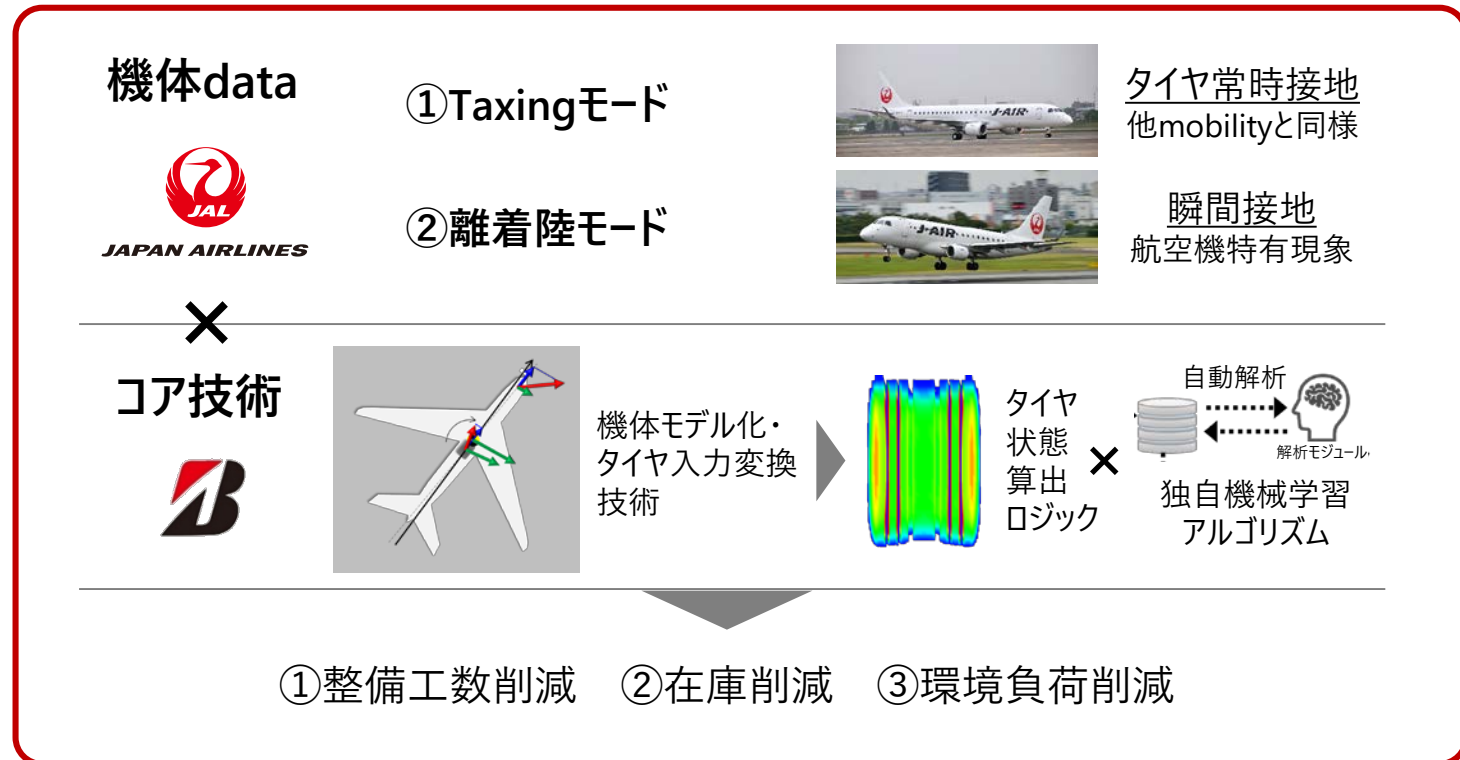 機体data
JAL
JAPAN AIRLINES
①Taxingモード
J-AIR
タイヤ常時接地
他mobilityと同様
②離着陸モード
J-AIR
瞬間接地
航空機特有現象
×
コア技術
B
機体モデル化・
タイヤ入力変換
技術
タイヤ
状態
算出
ロジック
×
自動解析
解析モジュール
独自機械学習
アルゴリズム
①整備工数削減 ②在庫削減 ③環境負荷削減